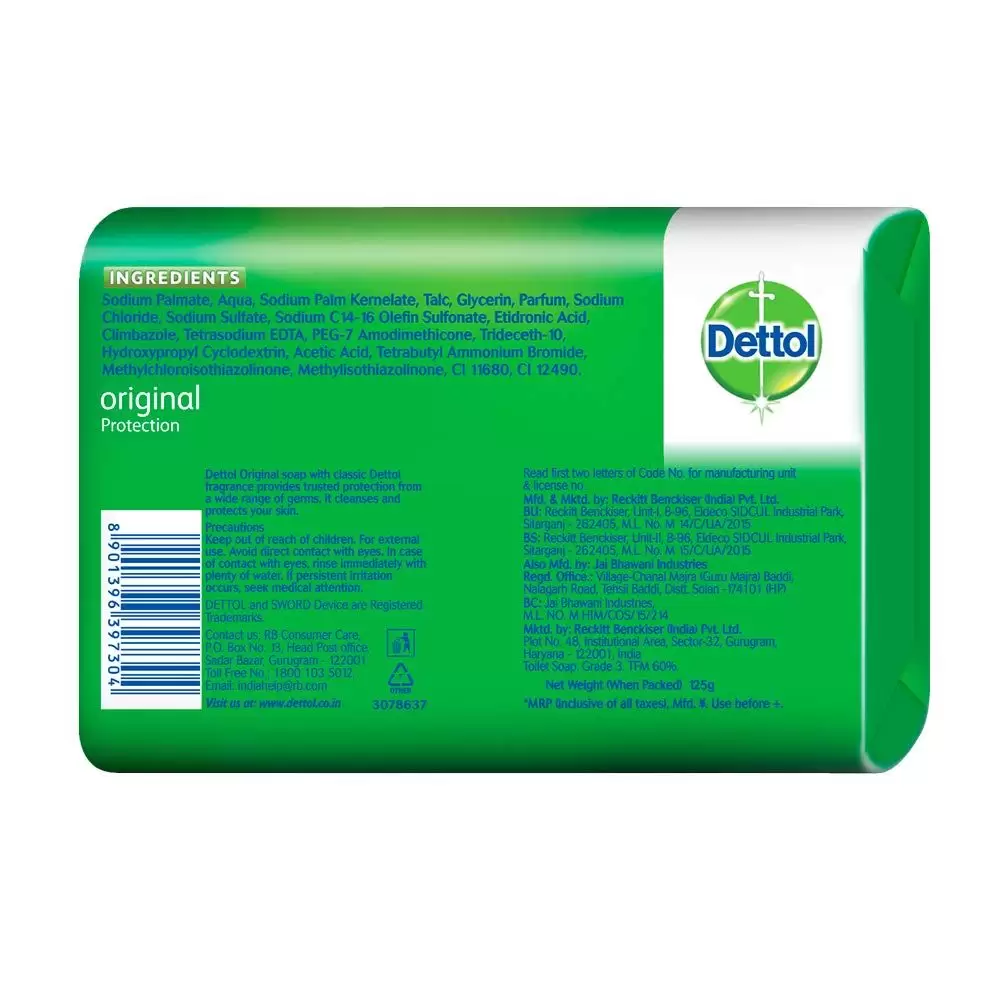 INGREDIENTS
Sodium Palmate, Aqua, Sodium Palm Kernelate, Talc, Glycerin, Parfum, Sodium
Chloride, Sodium Sulfate, Sodium C14-16 Olefin Sulfonate, Etidronic Acid,
Climbazole, Tetrasodium EDTA, PEG-7 Amodimethicone, Trideceth-10,
Hydroxypropyl Cyclodextrin, Acetic Acid, Tetrabutyl Ammonium Bromide,
Methylchloroisothiazolinone, Methylisothiazolinone, CI 11680, CI 12490.
original
Protection
Dettol
Dettol Original soap with classic Dettol
fragrance provides trusted protection from
a wide range of germs. It cleanses and
protects your skin.
Precautions
Keep out of reach of children. For external
use. Avoid direct contact with eyes. In case
of contact with eyes, rinse immediately with
plenty of water. If persistent irritation
occurs, seek medical attention.
DETTOL and SWORD Device are Registered
Trademarks.
Contact us: RB Consumer Care,
P.O. Box No. 13, Head Post office,
Sadar Bazar, Gurugram - 122001
Toll Free No.: 1800 103 5012
Email: indiahelp@rb.com
Visit us at: www.dettol.co.in
OTHER
3078637
8 901396 397304
Read first two letters of Code No. for manufacturing unit
& license no.
Mfd. & Mktd. by: Reckitt Benckiser (India) Pvt. Ltd.
BU: Reckitt Benckiser, Unit-I, B-96, Eldeco SIDCUL Industrial Park,
Sitarganj - 262405, M.L. No. M 14/C/UA/2015
BS: Reckitt Benckiser, Unit-II, B-96, Eldeco SIDCUL Industrial Park,
Sitarganj - 262405, M.L. No. M 15/C/UA/2015
Also Mfd. by: Jai Bhawani Industries
Regd. Office.: Village-Chanal Majra (Guru Majra) Baddi,
Nalagarh Road, Tehsil Baddi, Distt. Solan - 174101 (HP)
BC: Jai Bhawani Industries,
M.L. NO. M HIM/COS/15/214
Mktd. by: Reckitt Benckiser (India) Pvt. Ltd.
Plot No. 48, Institutional Area, Sector-32, Gurugram,
Haryana - 122001, India
Toilet Soap. Grade 3. TFM 60%.
Net Weight (When Packed) 125g
*MRP (Inclusive of all taxes), Mfd. ¥. Use before +.